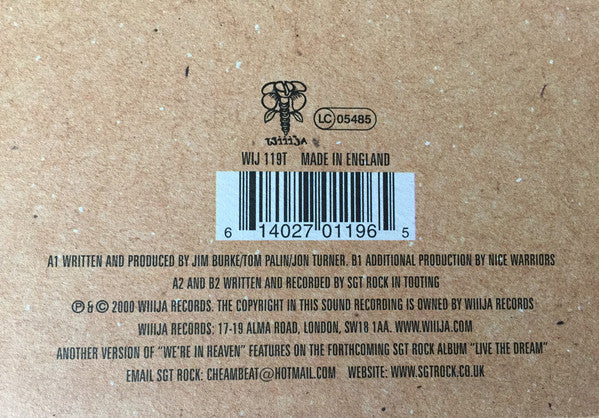 wiiija
LC 05485
WIJ 119T MADE IN ENGLAND
6 14027 01196 5
A1 WRITTEN AND PRODUCED BY JIM BURKE/TOM PALIN/JON TURNER. B1 ADDITIONAL PRODUCTION BY NICE WARRIORS
A2 AND B2 WRITTEN AND RECORDED BY SGT ROCK IN TOOTING
℗ & © 2000 WIIIJA RECORDS. THE COPYRIGHT IN THIS SOUND RECORDING IS OWNED BY WIIIJA RECORDS
WIIIJA RECORDS: 17-19 ALMA ROAD, LONDON, SW18 1AA. WWW.WIIIJA.COM
ANOTHER VERSION OF "WE'RE IN HEAVEN" FEATURES ON THE FORTHCOMING SGT ROCK ALBUM "LIVE THE DREAM"
EMAIL SGT ROCK: CHEAMBEAT@HOTMAIL.COM WEBSITE: WWW.SGTROCK.CO.UK